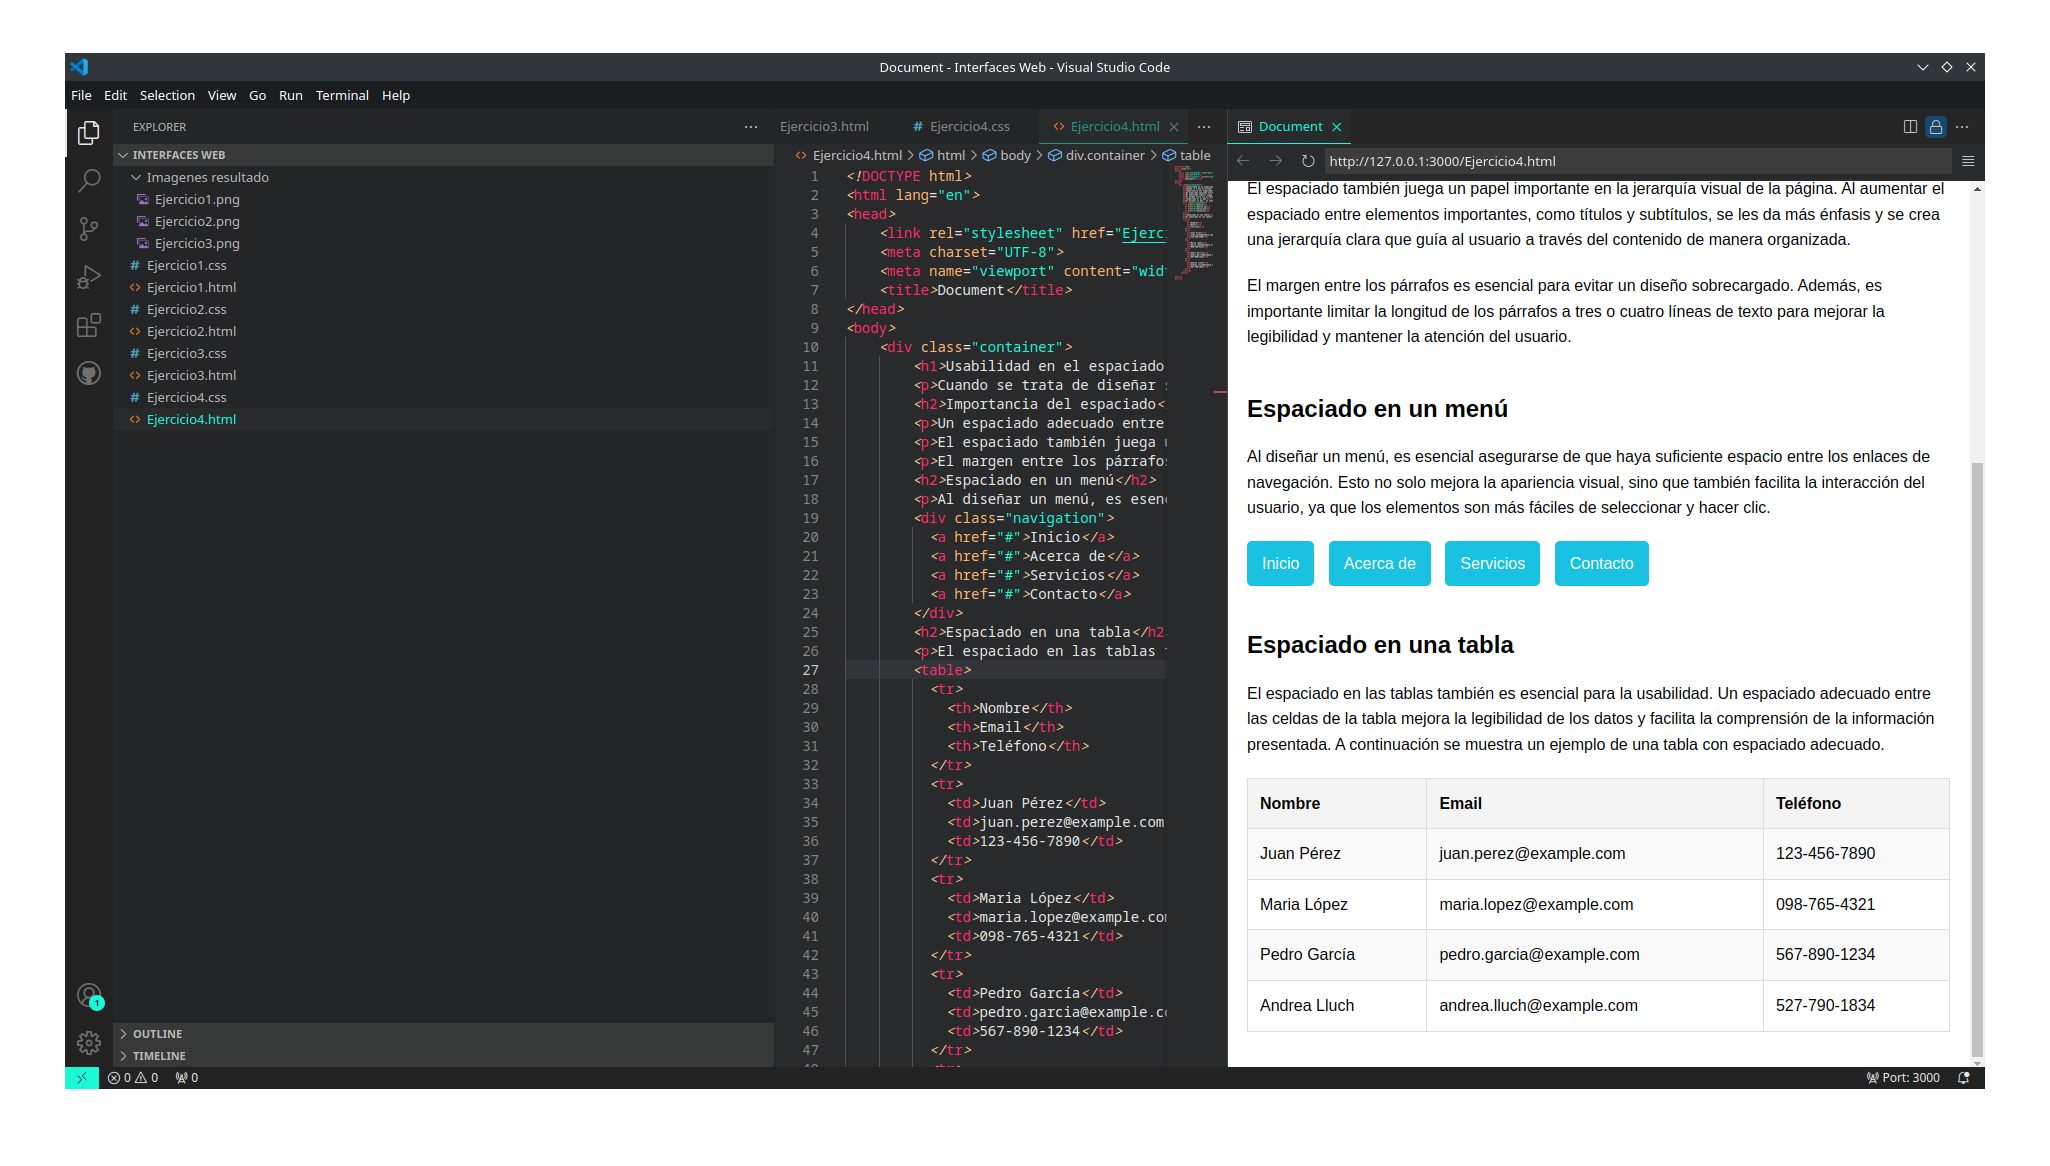 Document - Interfaces Web - Visual Studio Code
File Edit Selection View Go Run Terminal Help
EXPLORER
INTERFACES WEB
Imagenes resultado
Ejercicio1.png
Ejercicio2.png
Ejercicio3.png
Ejercicio1.css
Ejercicio1.html
Ejercicio2.css
Ejercicio2.html
Ejercicio3.css
Ejercicio3.html
Ejercicio4.css
Ejercicio4.html
OUTLINE
TIMELINE
1
Ejercicio3.html # Ejercicio4.css <> Ejercicio4.html
<> Ejercicio4.html > html > body > div.container > table
1 <!DOCTYPE html>
2 <html lang="en">
3 <head>
4 <link rel="stylesheet" href="Ejerci
5 <meta charset="UTF-8">
6 <meta name="viewport" content="wid
7 <title>Document</title>
8 </head>
9 <body>
10 <div class="container">
11 <h1>Usabilidad en el espaciado
12 <p>Cuando se trata de diseñar
13 <h2>Importancia del espaciado<
14 <p>Un espaciado adecuado entre
15 <p>El espaciado también juega
16 <p>El margen entre los párrafos
17 <h2>Espaciado en un menú</h2>
18 <p>Al diseñar un menú, es esen
19 <div class="navigation">
20 <a href="#">Inicio</a>
21 <a href="#">Acerca de</a>
22 <a href="#">Servicios</a>
23 <a href="#">Contacto</a>
24 </div>
25 <h2>Espaciado en una tabla</h2
26 <p>El espaciado en las tablas
27 <table>
28 <tr>
29 <th>Nombre</th>
30 <th>Email</th>
31 <th>Teléfono</th>
32 </tr>
33 <tr>
34 <td>Juan Pérez</td>
35 <td>juan.perez@example.com
36 <td>123-456-7890</td>
37 </tr>
38 <tr>
39 <td>Maria López</td>
40 <td>maria.lopez@example.com
41 <td>098-765-4321</td>
42 </tr>
43 <tr>
44 <td>Pedro García</td>
45 <td>pedro.garcia@example.co
46 <td>567-890-1234</td>
47 </tr>
Document
http://127.0.0.1:3000/Ejercicio4.html
El espaciado también juega un papel importante en la jerarquía visual de la página. Al aumentar el
espaciado entre elementos importantes, como títulos y subtítulos, se les da más énfasis y se crea
una jerarquía clara que guía al usuario a través del contenido de manera organizada.
El margen entre los párrafos es esencial para evitar un diseño sobrecargado. Además, es
importante limitar la longitud de los párrafos a tres o cuatro líneas de texto para mejorar la
legibilidad y mantener la atención del usuario.
Espaciado en un menú
Al diseñar un menú, es esencial asegurarse de que haya suficiente espacio entre los enlaces de
navegación. Esto no solo mejora la apariencia visual, sino que también facilita la interacción del
usuario, ya que los elementos son más fáciles de seleccionar y hacer clic.
Inicio Acerca de Servicios Contacto
Espaciado en una tabla
El espaciado en las tablas también es esencial para la usabilidad. Un espaciado adecuado entre
las celdas de la tabla mejora la legibilidad de los datos y facilita la comprensión de la información
presentada. A continuación se muestra un ejemplo de una tabla con espaciado adecuado.
Nombre Email Teléfono
Juan Pérez juan.perez@example.com 123-456-7890
Maria López maria.lopez@example.com 098-765-4321
Pedro García pedro.garcia@example.com 567-890-1234
Andrea Lluch andrea.lluch@example.com 527-790-1834
0 0 0 Port: 3000